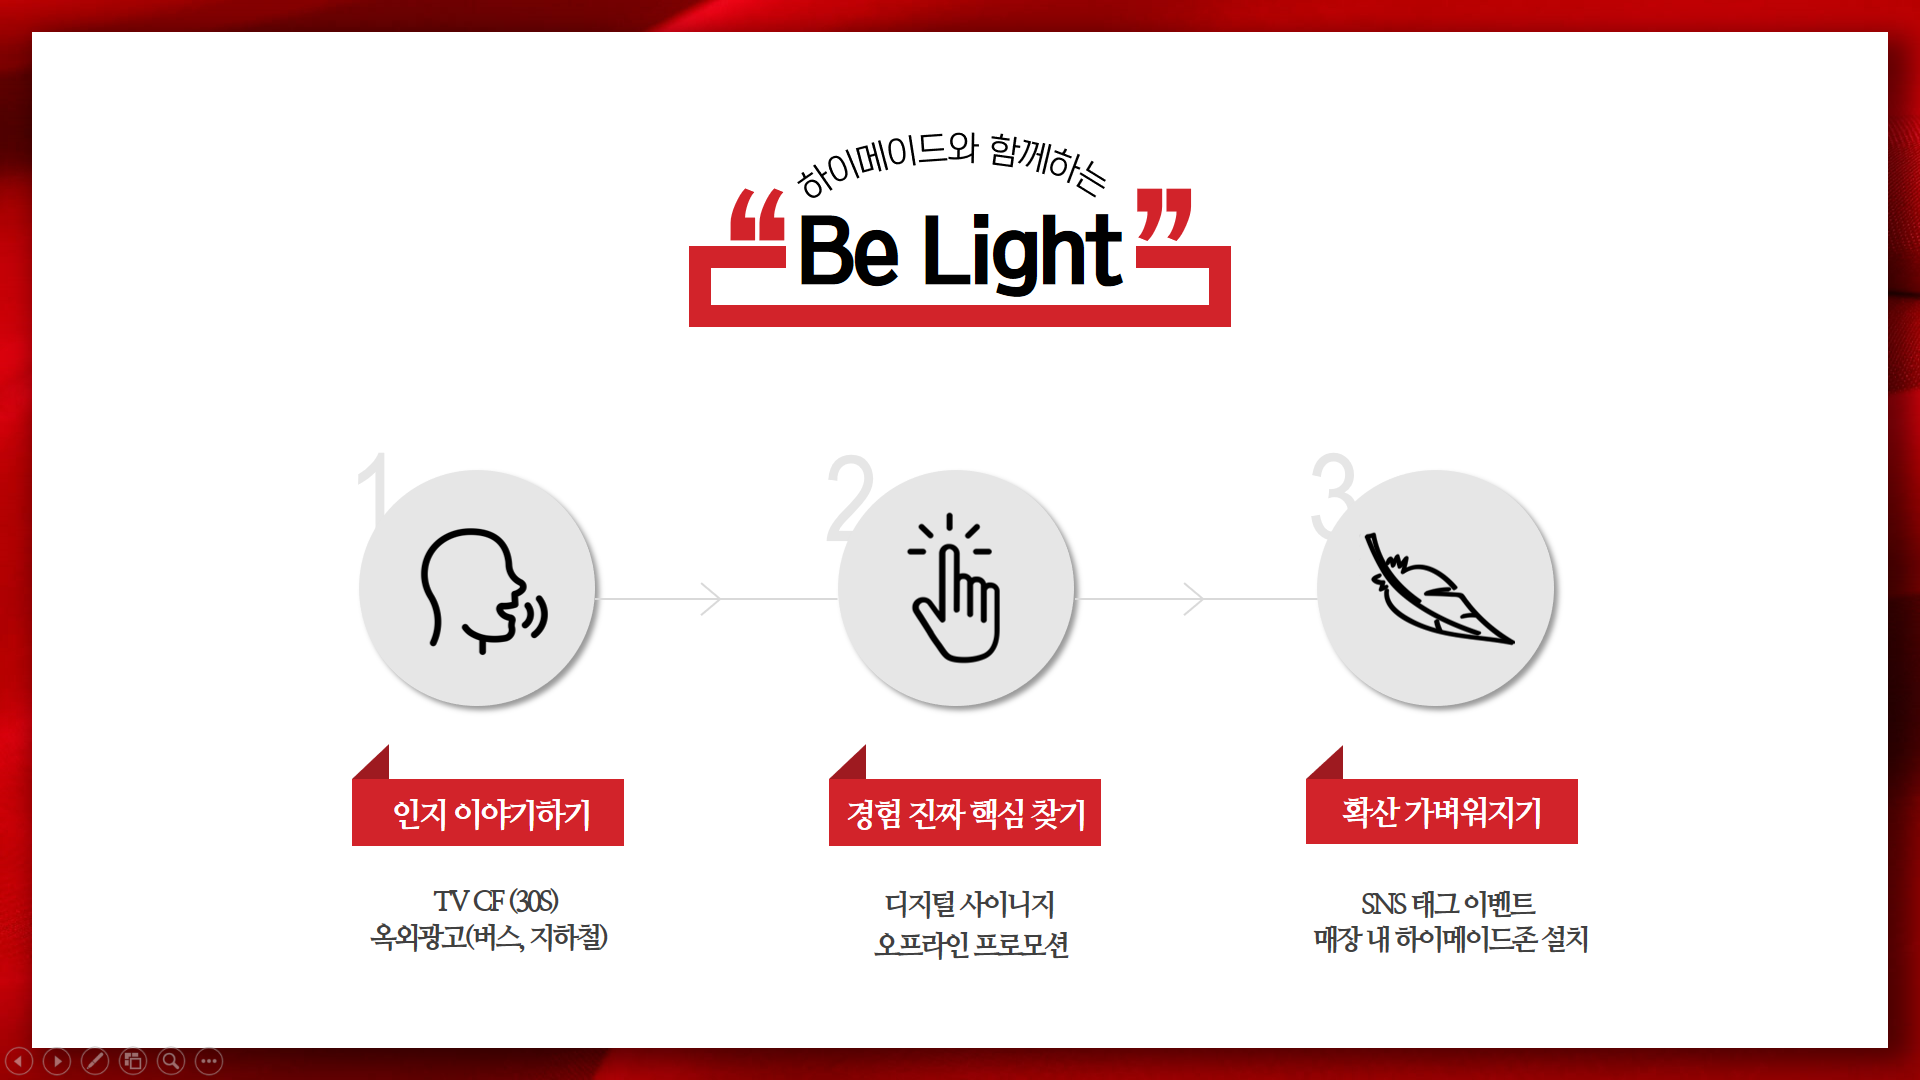 하이메이드와 함께하는
“Be Light”
1
2
3
인지 이야기하기
경험 진짜 핵심 찾기
확산 가벼워지기
TV CF (30S)
옥외광고(버스, 지하철)
디지털 사이니지
오프라인 프로모션
SNS 태그 이벤트
매장 내 하이메이드존 설치